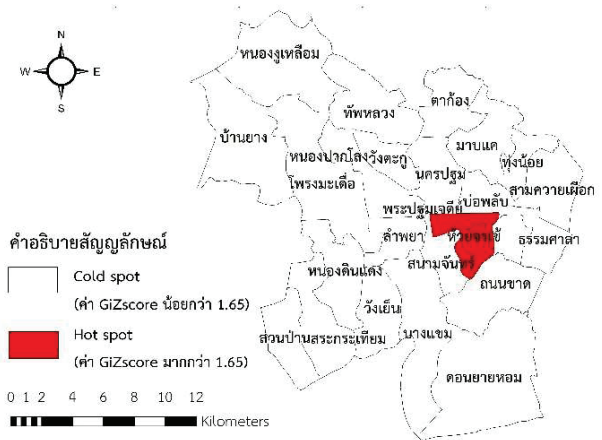 N
W E
S
หนองงูเหลือม
ทัพหลวง
ตาก้อง
บ้านยาง
หนองปากโลง
วังตะกู
มาบแค
ทุ่งน้อย
โพรงมะเดื่อ
นครปฐม
สามควายเผือก
พระปฐมเจดีย์
บ่อพลับ
ลำพยา
ห้วยจรเข้
ธรรมศาลา
สนามจันทร์
หนองดินแดง
ถนนขาด
วังเย็น
สวนป่าน
สระกระเทียม
บางแขม
ดอนยายหอม
คำอธิบายสัญญลักษณ์
Cold spot
(ค่า GiZscore น้อยกว่า 1.65)
Hot spot
(ค่า GiZscore มากกว่า 1.65)
0 1 2 4 6 8 10 12
Kilometers